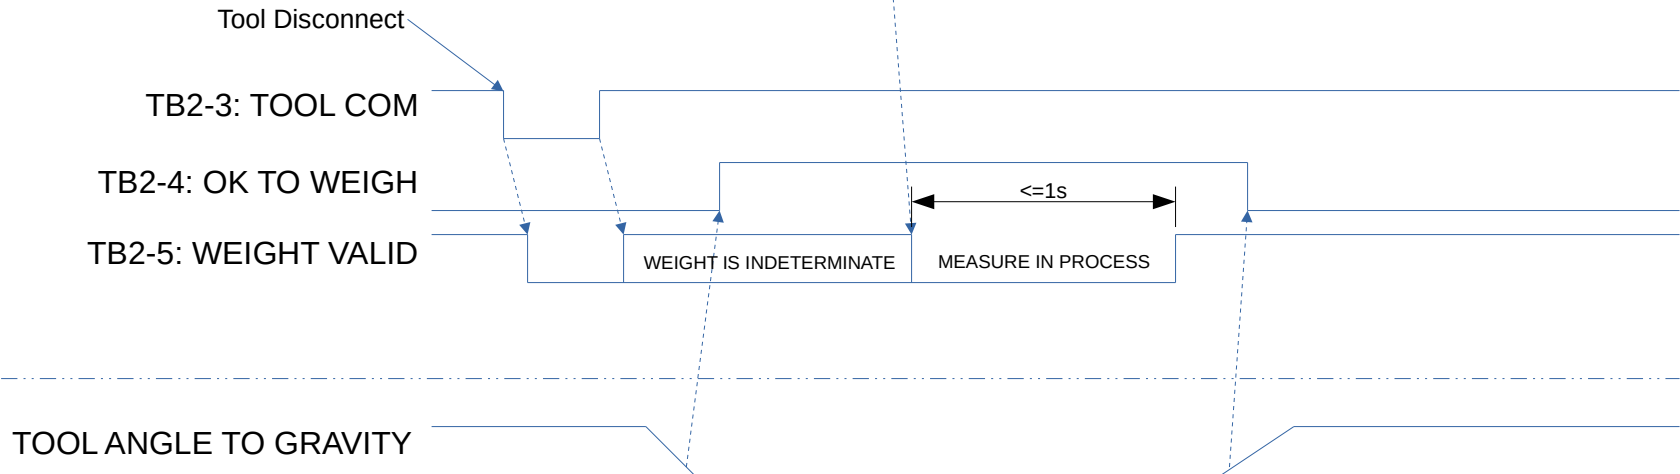 Tool Disconnect
TB2-3: TOOL COM
TB2-4: OK TO WEIGH
<=1s
TB2-5: WEIGHT VALID
WEIGHT IS INDETERMINATE
MEASURE IN PROCESS
TOOL ANGLE TO GRAVITY